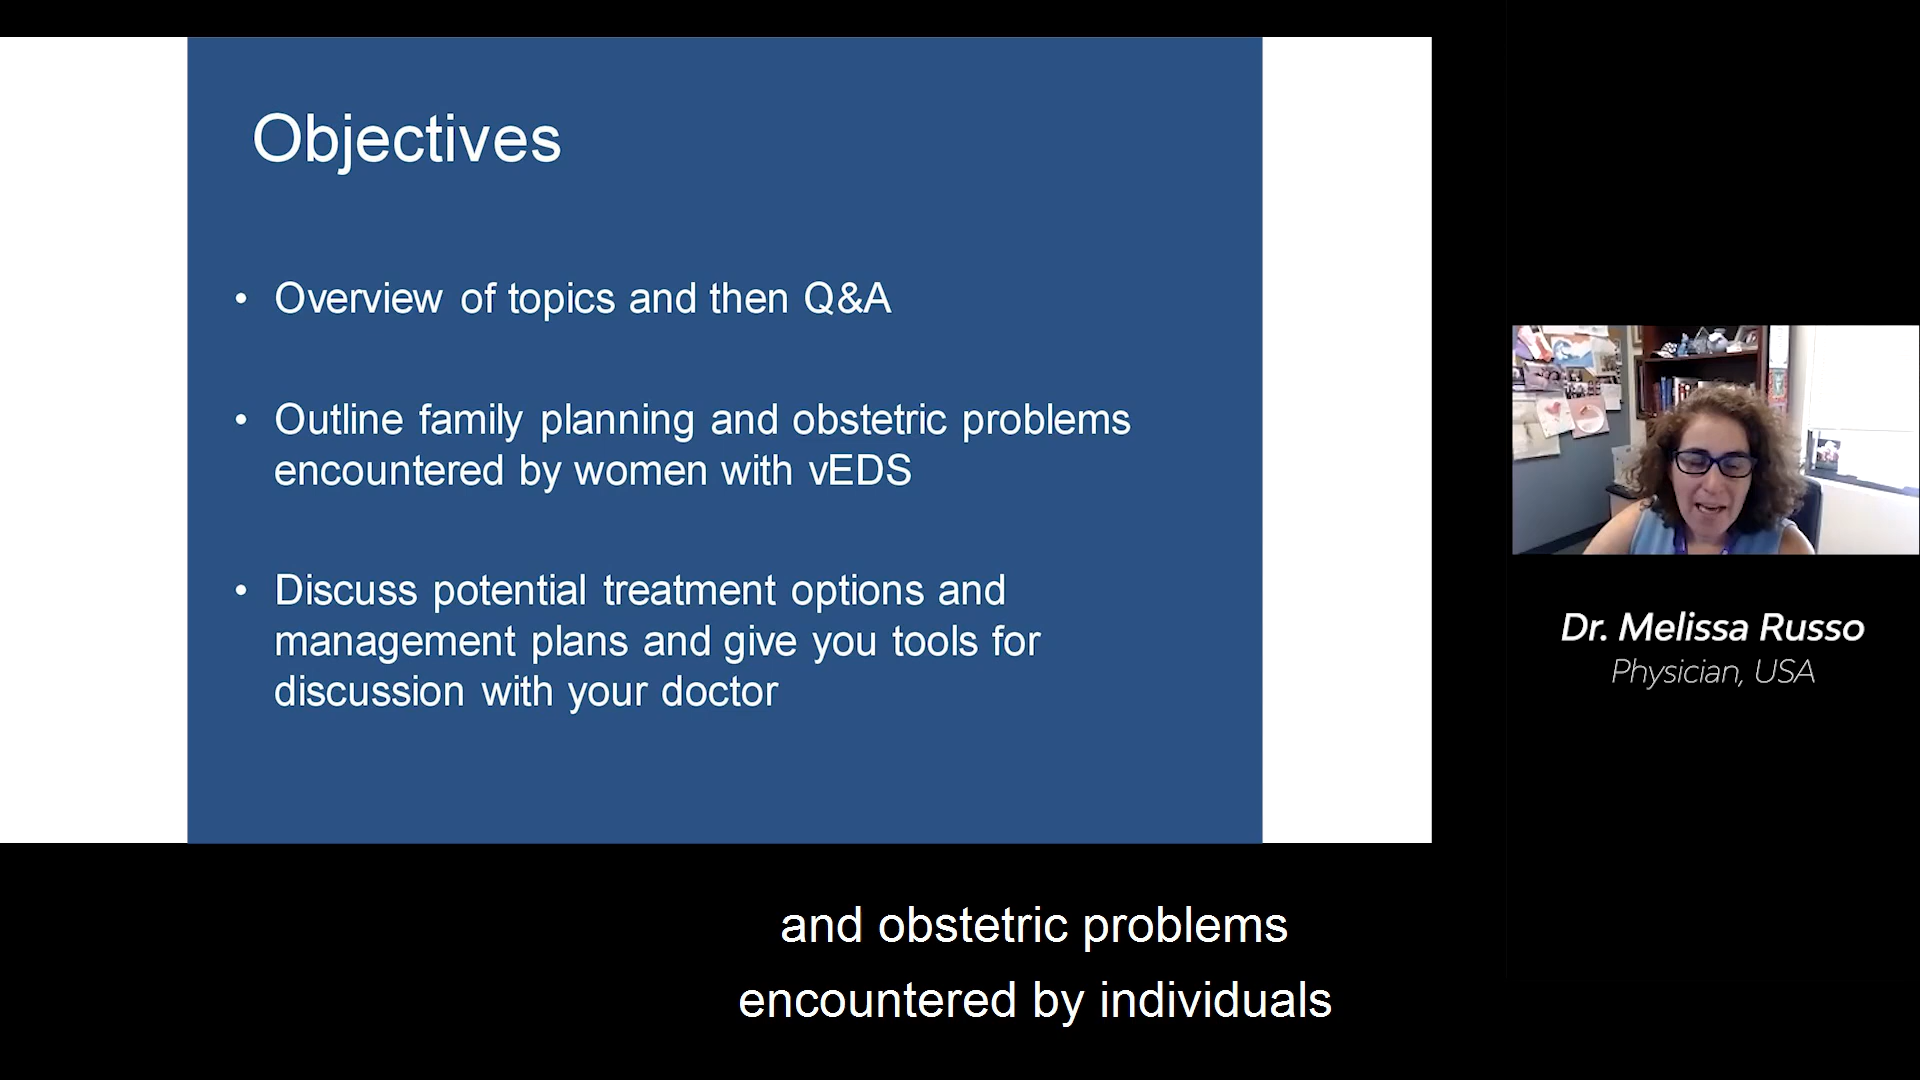 Objectives
• Overview of topics and then Q&A
• Outline family planning and obstetric problems
encountered by women with vEDS
• Discuss potential treatment options and
management plans and give you tools for
discussion with your doctor
Dr. Melissa Russo
Physician, USA
and obstetric problems
encountered by individuals